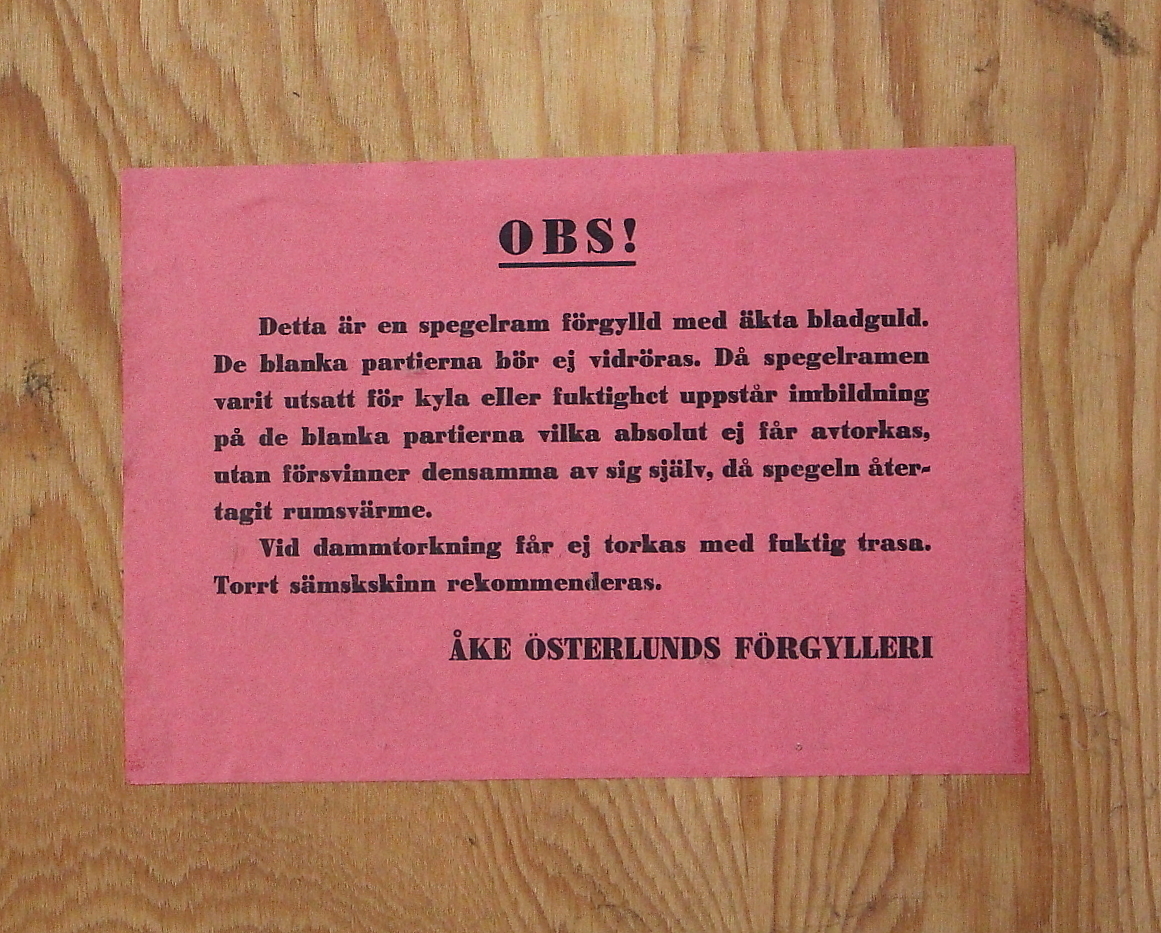 OBS!
Detta är en spegelram förgylld med äkta bladguld.
De blanka partierna bör ej vidröras. Då spegelramen
varit utsatt för kyla eller fuktighet uppstår imbildning
på de blanka partierna vilka absolut ej får avtorkas,
utan försvinner densamma av sig själv, då spegeln åter-
tagit rumsvärme.
Vid dammtorkning får ej torkas med fuktig trasa.
Torrt sämskskinn rekommenderas.
ÅKE ÖSTERLUNDS FÖRGYLLERI